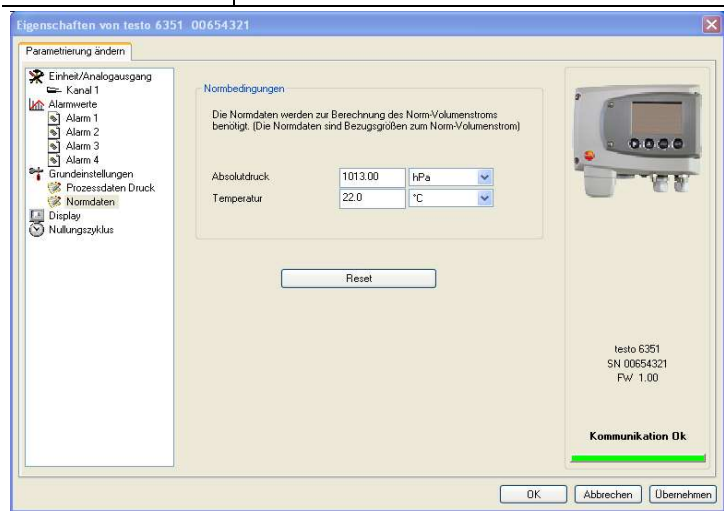 Eigenschaften von testo 6351 00654321
Parametrierung ändern
Einheit/Analogausgang
Kanal 1
Alarmwerte
Alarm 1
Alarm 2
Alarm 3
Alarm 4
Grundeinstellungen
Prozessdaten Druck
Normdaten
Display
Nullungszyklus
Normbedingungen
Die Normdaten werden zur Berechnung des Norm-Volumenstroms
benötigt. (Die Normdaten sind Bezugsgrößen zum Norm-Volumenstrom)
Absolutdruck 1013.00 hPa
Temperatur 22.0 °C
Reset
testo 6351
SN 00654321
FW 1.00
Kommunikation Ok
OK Abbrechen Übernehmen